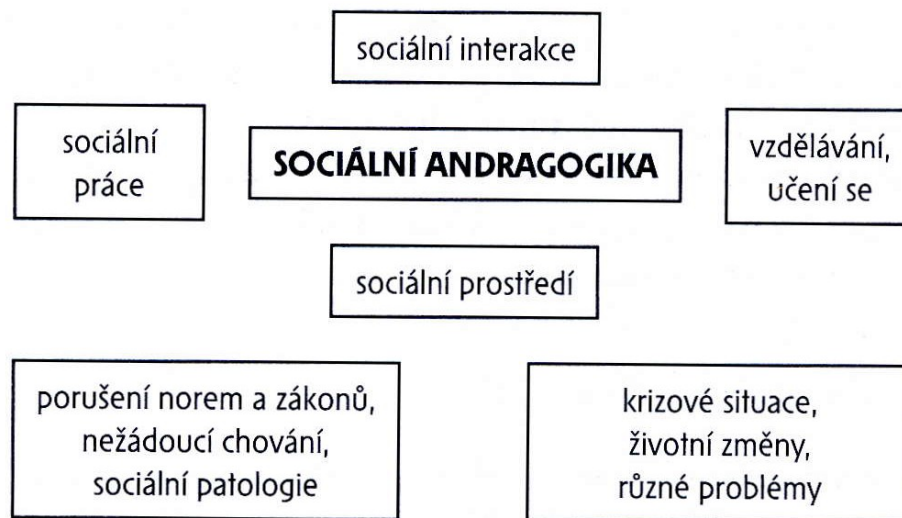 sociální interakce
sociální
práce
SOCIÁLNÍ ANDRAGOGIKA
vzdělávání,
učení se
sociální prostředí
porušení norem a zákonů,
nežádoucí chování,
sociální patologie
krizové situace,
životní změny,
různé problémy